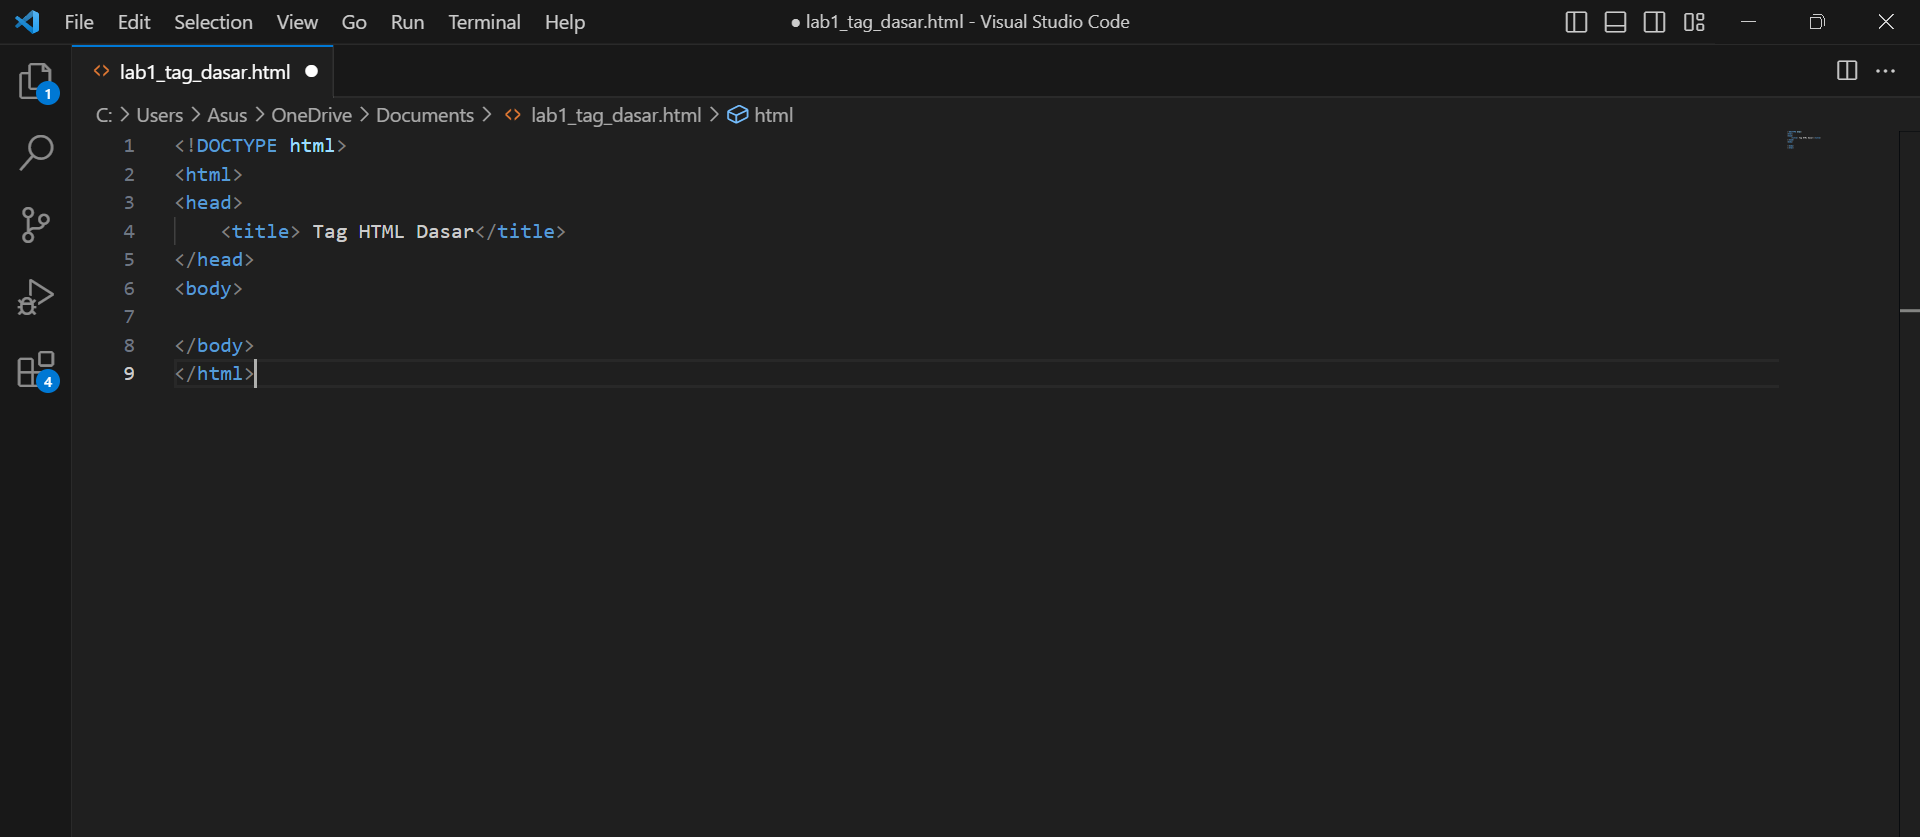 File Edit Selection View Go Run Terminal Help
● lab1_tag_dasar.html - Visual Studio Code
lab1_tag_dasar.html ●
1
4
C: > Users > Asus > OneDrive > Documents > <> lab1_tag_dasar.html > html
1 <!DOCTYPE html>
2 <html>
3 <head>
4     <title> Tag HTML Dasar</title>
5 </head>
6 <body>
7
8 </body>
9 </html>